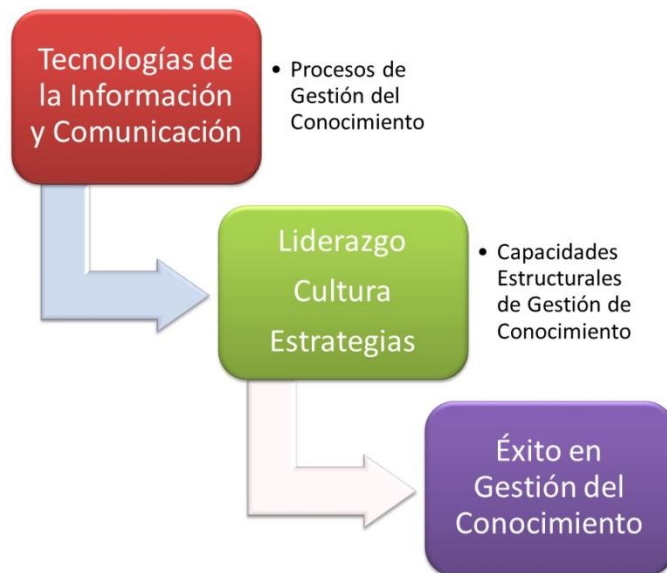 Tecnologías de
la Información
y Comunicación
• Procesos de
Gestión del
Conocimiento
Liderazgo
Cultura
Estrategias
• Capacidades
Estructurales
de Gestión de
Conocimiento
Éxito en
Gestión del
Conocimiento